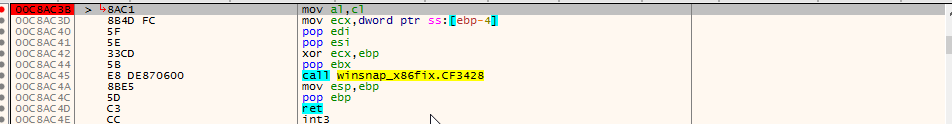 00C8AC3B > 8AC1 mov al,cl
00C8AC3D 8B4D FC mov ecx,dword ptr ss:[ebp-4]
00C8AC40 5F pop edi
00C8AC41 5E pop esi
00C8AC42 33CD xor ecx,ebp
00C8AC44 5B pop ebx
00C8AC45 E8 DE870600 call winsnap_x86fix.CF3428
00C8AC4A 8BE5 mov esp,ebp
00C8AC4C 5D pop ebp
00C8AC4D C3 ret
00C8AC4E CC int3